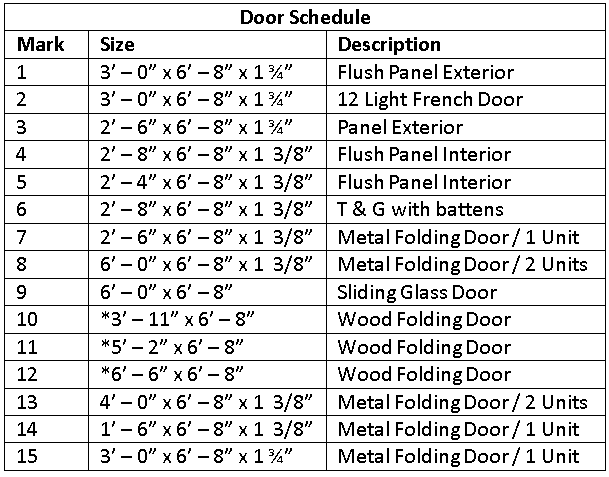 Door Schedule
Mark Size Description
1 3’ – 0” x 6’ – 8” x 1 ¾” Flush Panel Exterior
2 3’ – 0” x 6’ – 8” x 1 ¾” 12 Light French Door
3 2’ – 6” x 6’ – 8” x 1 ¾” Panel Exterior
4 2’ – 8” x 6’ – 8” x 1 3/8” Flush Panel Interior
5 2’ – 4” x 6’ – 8” x 1 3/8” Flush Panel Interior
6 2’ – 8” x 6’ – 8” x 1 3/8” T & G with battens
7 2’ – 6” x 6’ – 8” x 1 3/8” Metal Folding Door / 1 Unit
8 6’ – 0” x 6’ – 8” x 1 3/8” Metal Folding Door / 2 Units
9 6’ – 0” x 6’ – 8” Sliding Glass Door
10 *3’ – 11” x 6’ – 8” Wood Folding Door
11 *5’ – 2” x 6’ – 8” Wood Folding Door
12 *6’ – 6” x 6’ – 8” Wood Folding Door
13 4’ – 0” x 6’ – 8” x 1 3/8” Metal Folding Door / 2 Units
14 1’ – 6” x 6’ – 8” x 1 3/8” Metal Folding Door / 1 Unit
15 3’ – 0” x 6’ – 8” x 1 ¾” Metal Folding Door / 1 Unit